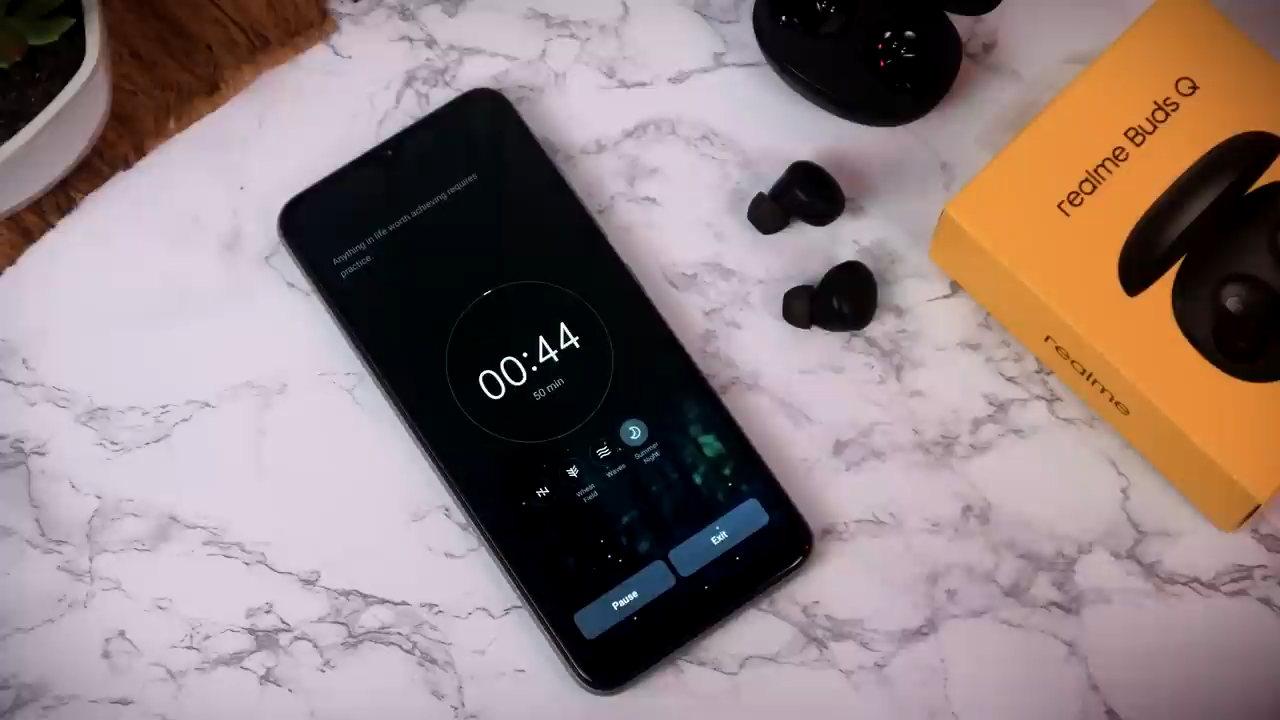 Anything in life worth achieving requires
practice.
00:44
50 min
Wheat
Field
Waves
Summer
Night
Pause
Exit
realme Buds Q
realme